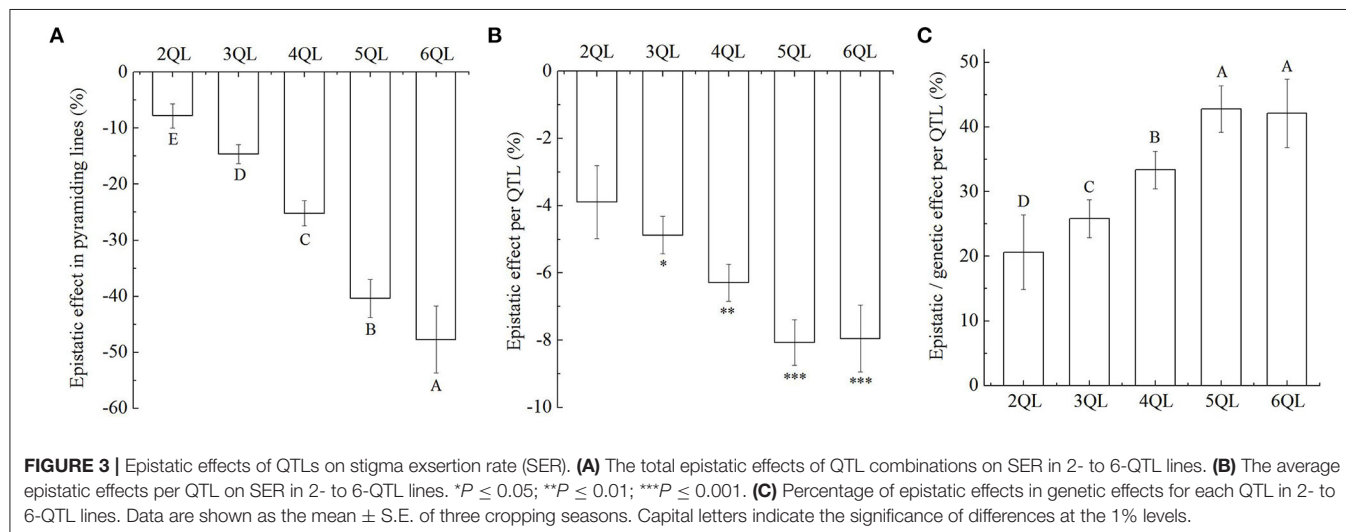 A
2QL 3QL 4QL 5QL 6QL
0
-10
-20
-30
-40
-50
-60
Epistatic effect in pyramiding lines (%)
E
D
C
B
A
B
2QL 3QL 4QL 5QL 6QL
0
-2
-4
-6
-8
-10
Epistatic effect per QTL (%)
*
**
***
***
C
50
40
30
20
10
0
Epistatic / genetic effect per QTL (%)
D
C
B
A
A
2QL 3QL 4QL 5QL 6QL
FIGURE 3 | Epistatic effects of QTLs on stigma exsertion rate (SER). (A) The total epistatic effects of QTL combinations on SER in 2- to 6-QTL lines. (B) The average
epistatic effects per QTL on SER in 2- to 6-QTL lines. *P ≤ 0.05; **P ≤ 0.01; ***P ≤ 0.001. (C) Percentage of epistatic effects in genetic effects for each QTL in 2- to
6-QTL lines. Data are shown as the mean ± S.E. of three cropping seasons. Capital letters indicate the significance of differences at the 1% levels.